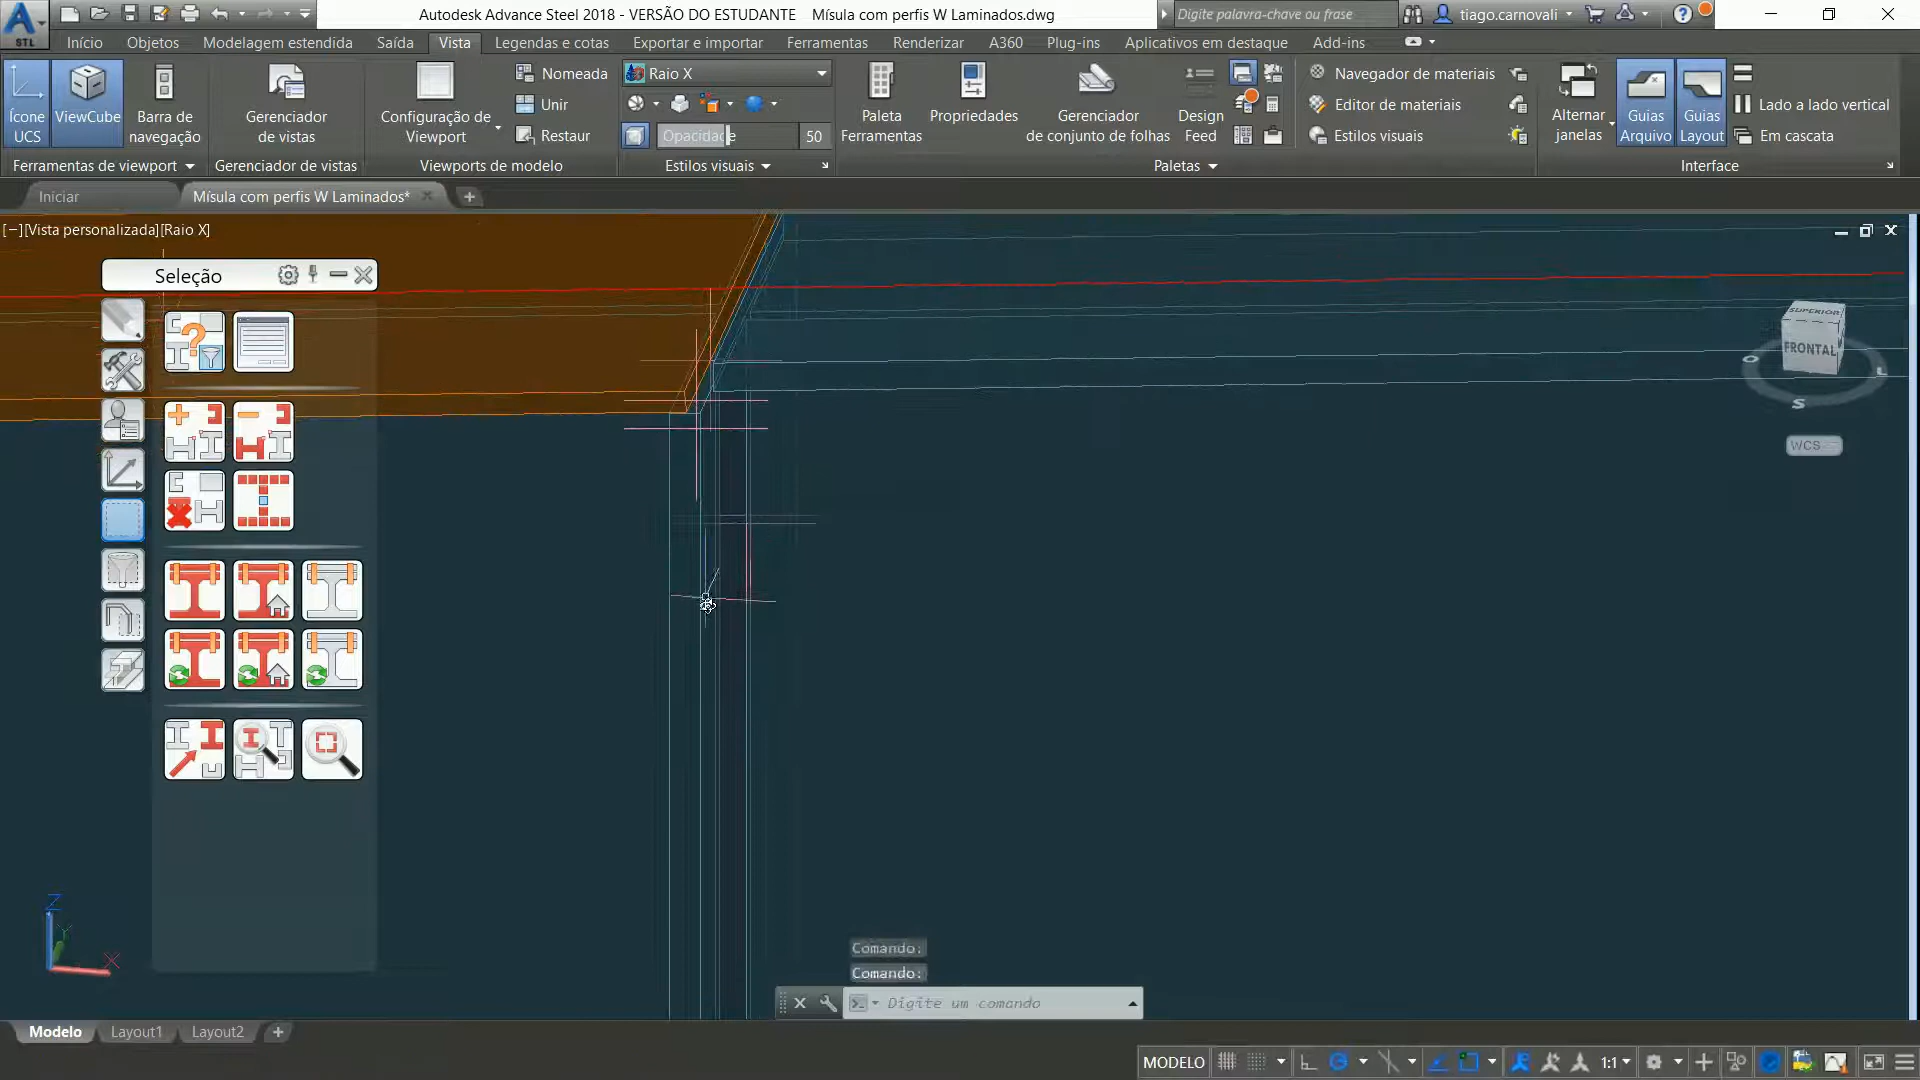 Autodesk Advance Steel 2018 - VERSÃO DO ESTUDANTE Mísula com perfis W Laminados.dwg
Digite palavra-chave ou frase
tiago.carnovali
STL
Início Objetos Modelagem estendida Saída Vista Legendas e cotas Exportar e importar Ferramentas Renderizar A360 Plug-ins Aplicativos em destaque Add-ins
Ícone UCS
ViewCube
Barra de navegação
Ferramentas de viewport
Gerenciador de vistas
Gerenciador de vistas
Configuração de Viewport
Nomeada
Unir
Restaur
Viewports de modelo
Raio X
Opacidade 50
Estilos visuais
Paleta Ferramentas
Propriedades
Gerenciador de conjunto de folhas
Design Feed
Navegador de materiais
Editor de materiais
Estilos visuais
Paletas
Alternar janelas
Guias Arquivo
Guias Layout
Lado a lado vertical
Em cascata
Interface
Iniciar
Mísula com perfis W Laminados*
[−][Vista personalizada][Raio X]
Seleção
SUPERIOR
FRONTAL
O
L
S
WCS
Z
Y
X
Comando:
Comando:
Digite um comando
Modelo Layout1 Layout2
MODELO
1:1